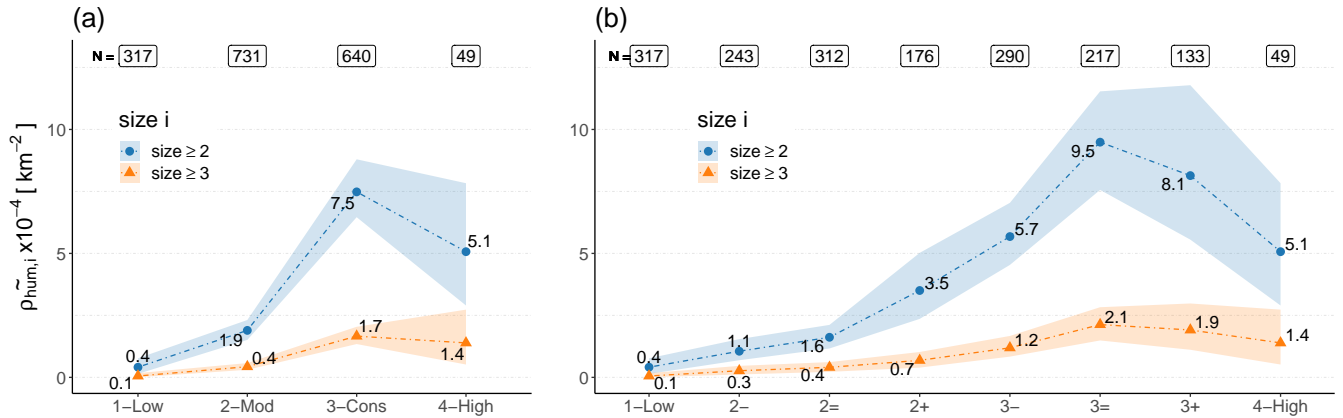 (a)
N = 317 731 640 49
size i
size ≥ 2
size ≥ 3
10
5
0
ρ̃hum,i x10⁻⁴ [ km⁻² ]
7.5
5.1
1.9
0.4
1.7
1.4
0.4
0.1
1−Low 2−Mod 3−Cons 4−High
(b)
N = 317 243 312 176 290 217 133 49
size i
size ≥ 2
size ≥ 3
9.5
8.1
5.7
5.1
3.5
1.6
1.1
0.4
2.1
1.9
1.4
1.2
0.7
0.4
0.3
0.1
1−Low 2− 2= 2+ 3− 3= 3+ 4−High